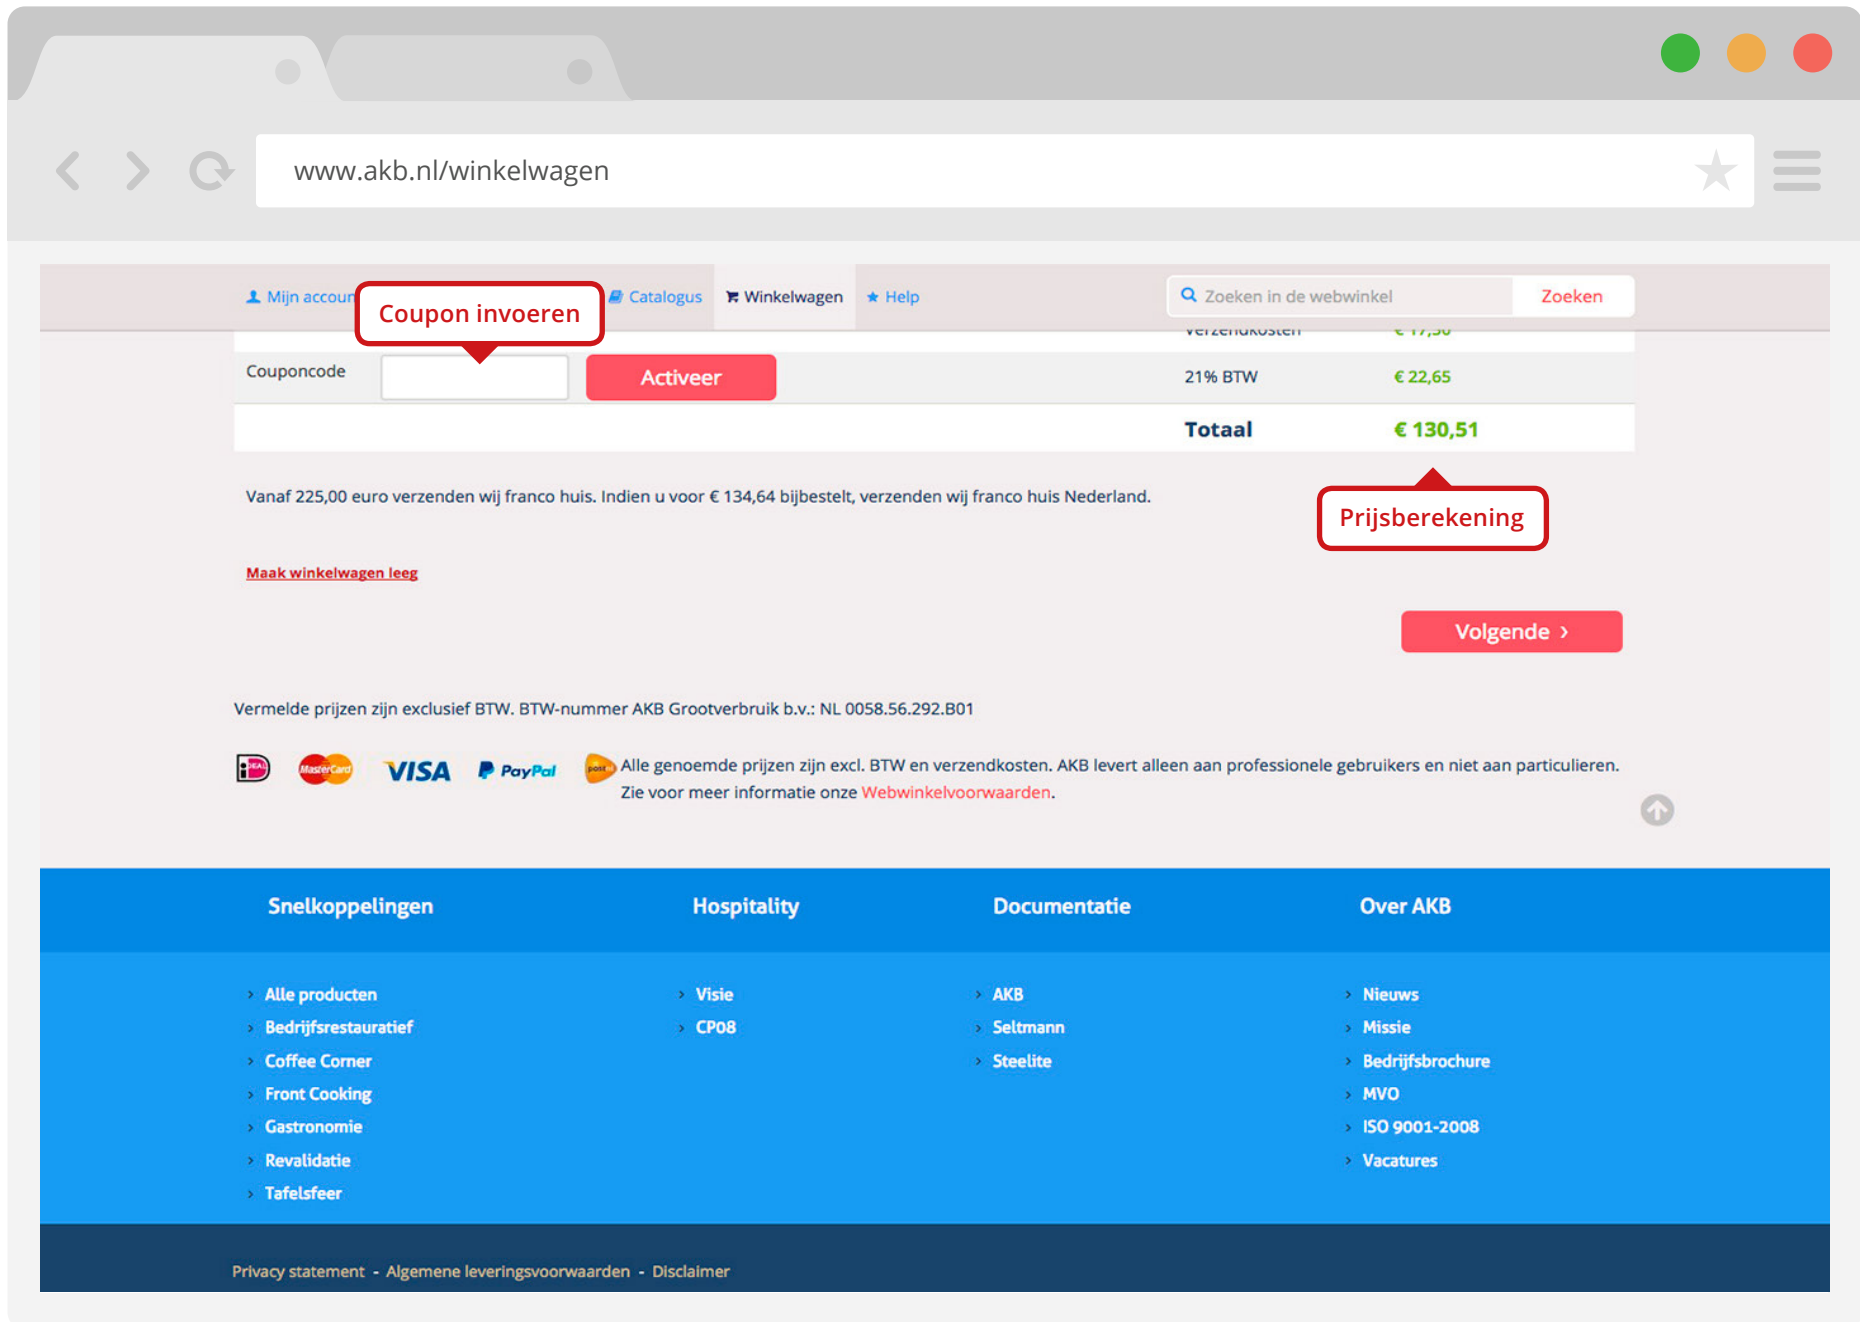 www.akb.nl/winkelwagen
Mijn accoun
Catalogus
Winkelwagen
Help
Zoeken in de webwinkel
Zoeken
Coupon invoeren
Verzendkosten € 17,50
Couponcode
Activeer
21% BTW € 22,65
Totaal € 130,51
Vanaf 225,00 euro verzenden wij franco huis. Indien u voor € 134,64 bijbestelt, verzenden wij franco huis Nederland.
Prijsberekening
Maak winkelwagen leeg
Volgende ›
Vermelde prijzen zijn exclusief BTW. BTW-nummer AKB Grootverbruik b.v.: NL 0058.56.292.B01
iDEAL
MasterCard
VISA
PayPal
Alle genoemde prijzen zijn excl. BTW en verzendkosten. AKB levert alleen aan professionele gebruikers en niet aan particulieren.
Zie voor meer informatie onze Webwinkelvoorwaarden.
Snelkoppelingen
Alle producten
Bedrijfsrestauratief
Coffee Corner
Front Cooking
Gastronomie
Revalidatie
Tafelsfeer
Hospitality
Visie
CP08
Documentatie
AKB
Seltmann
Steelite
Over AKB
Nieuws
Missie
Bedrijfsbrochure
MVO
ISO 9001-2008
Vacatures
Privacy statement - Algemene leveringsvoorwaarden - Disclaimer